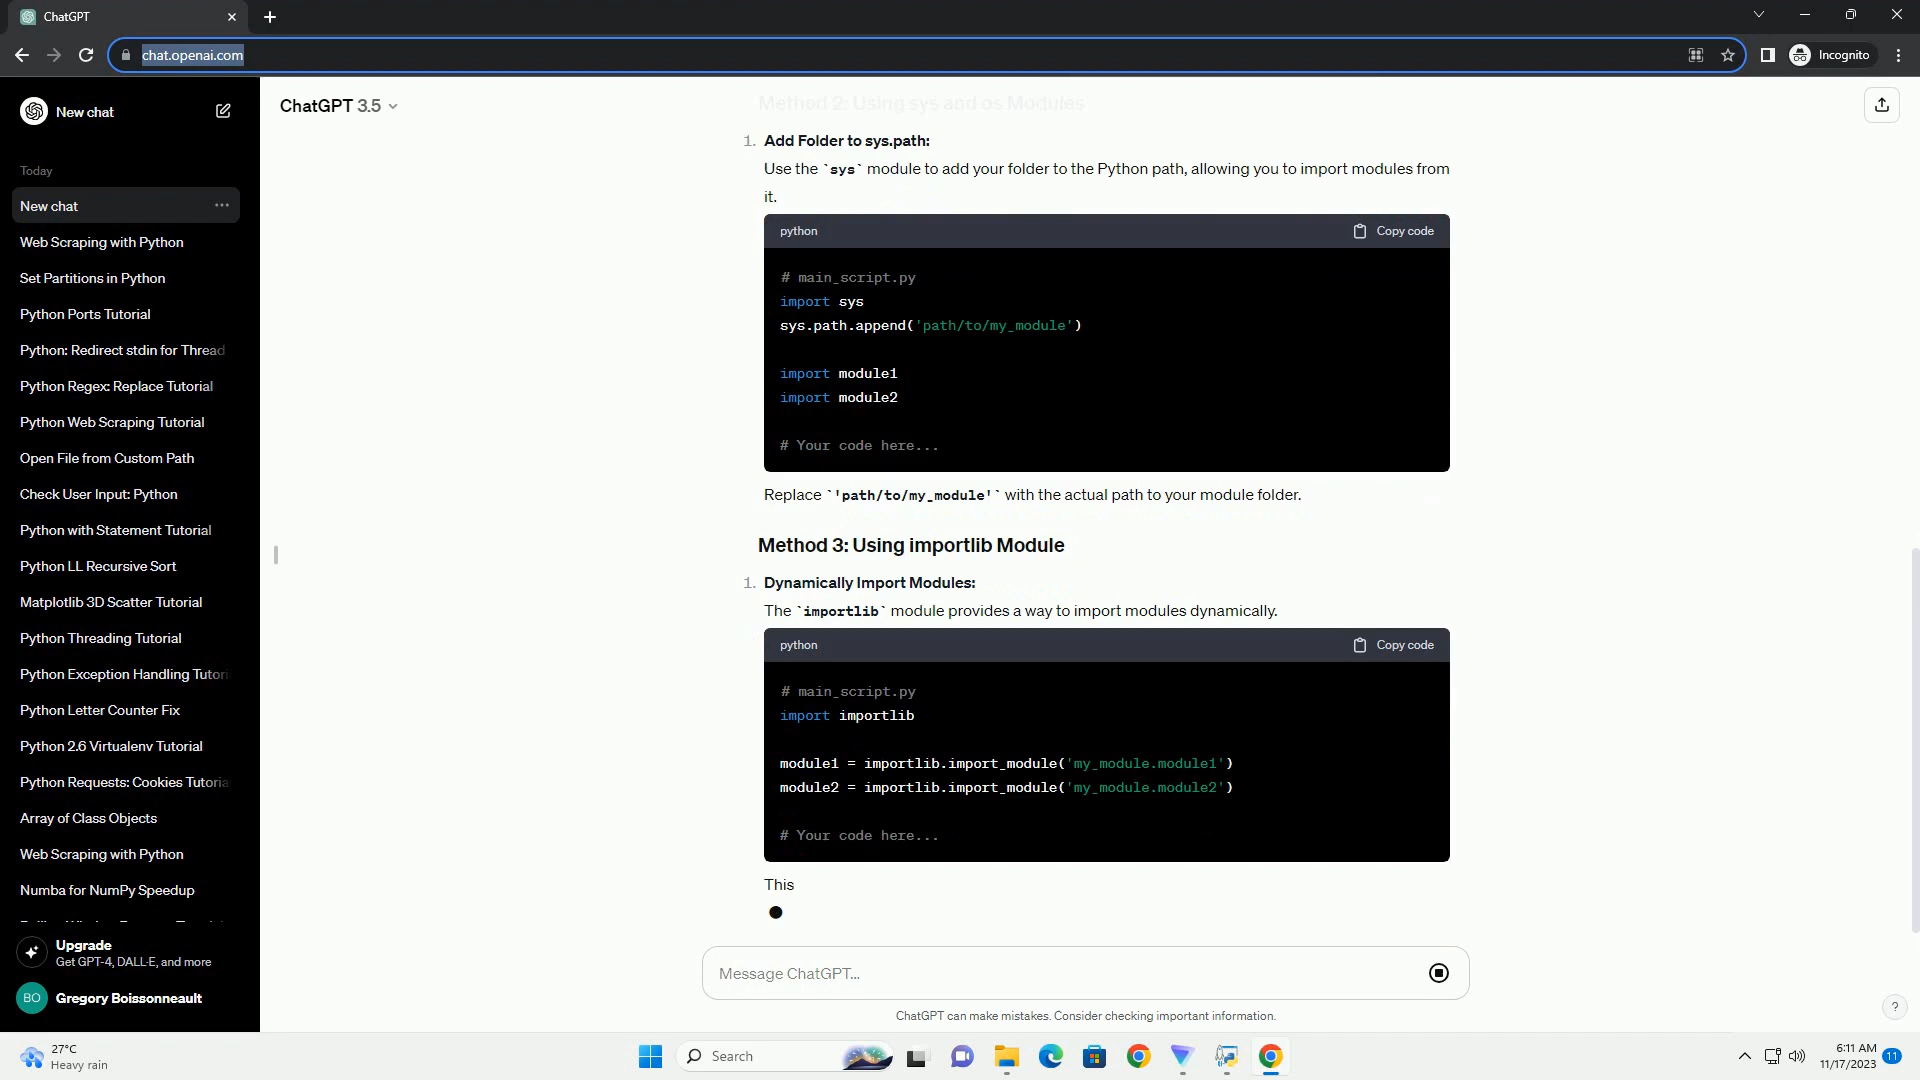 ChatGPT
chat.openai.com
Incognito
New chat
Today
New chat
Web Scraping with Python
Set Partitions in Python
Python Ports Tutorial
Python: Redirect stdin for Thread
Python Regex: Replace Tutorial
Python Web Scraping Tutorial
Open File from Custom Path
Check User Input: Python
Python with Statement Tutorial
Python LL Recursive Sort
Matplotlib 3D Scatter Tutorial
Python Threading Tutorial
Python Exception Handling Tutori
Python Letter Counter Fix
Python 2.6 Virtualenv Tutorial
Python Requests: Cookies Tutoria
Array of Class Objects
Web Scraping with Python
Numba for NumPy Speedup
Upgrade
Get GPT-4, DALL·E, and more
BO
Gregory Boissonneault
ChatGPT 3.5
Method 2: Using sys and os Modules
1. Add Folder to sys.path:
Use the `sys` module to add your folder to the Python path, allowing you to import modules from
it.
python
Copy code
# main_script.py
import sys
sys.path.append('path/to/my_module')
import module1
import module2
# Your code here...
Replace `'path/to/my_module'` with the actual path to your module folder.
Method 3: Using importlib Module
1. Dynamically Import Modules:
The `importlib` module provides a way to import modules dynamically.
python
Copy code
# main_script.py
import importlib
module1 = importlib.import_module('my_module.module1')
module2 = importlib.import_module('my_module.module2')
# Your code here...
This
Message ChatGPT...
ChatGPT can make mistakes. Consider checking important information.
?
27°C
Heavy rain
Search
6:11 AM
11/17/2023
11